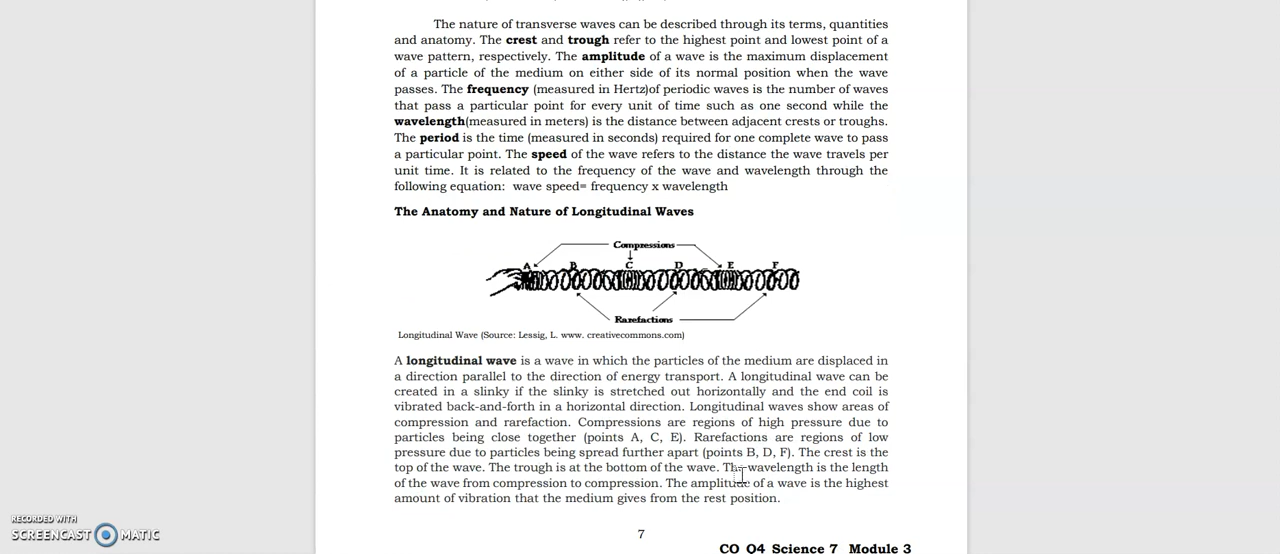 The nature of transverse waves can be described through its terms, quantities
and anatomy. The crest and trough refer to the highest point and lowest point of a
wave pattern, respectively. The amplitude of a wave is the maximum displacement
of a particle of the medium on either side of its normal position when the wave
passes. The frequency (measured in Hertz)of periodic waves is the number of waves
that pass a particular point for every unit of time such as one second while the
wavelength(measured in meters) is the distance between adjacent crests or troughs.
The period is the time (measured in seconds) required for one complete wave to pass
a particular point. The speed of the wave refers to the distance the wave travels per
unit time. It is related to the frequency of the wave and wavelength through the
following equation: wave speed= frequency x wavelength
The Anatomy and Nature of Longitudinal Waves
Compressions
A B C D E F
Rarefactions
Longitudinal Wave (Source: Lessig, L. www. creativecommons.com)
A longitudinal wave is a wave in which the particles of the medium are displaced in
a direction parallel to the direction of energy transport. A longitudinal wave can be
created in a slinky if the slinky is stretched out horizontally and the end coil is
vibrated back-and-forth in a horizontal direction. Longitudinal waves show areas of
compression and rarefaction. Compressions are regions of high pressure due to
particles being close together (points A, C, E). Rarefactions are regions of low
pressure due to particles being spread further apart (points B, D, F). The crest is the
top of the wave. The trough is at the bottom of the wave. The wavelength is the length
of the wave from compression to compression. The amplitude of a wave is the highest
amount of vibration that the medium gives from the rest position.
7
CO_Q4_Science 7_ Module 3
RECORDED WITH
SCREENCAST MATIC